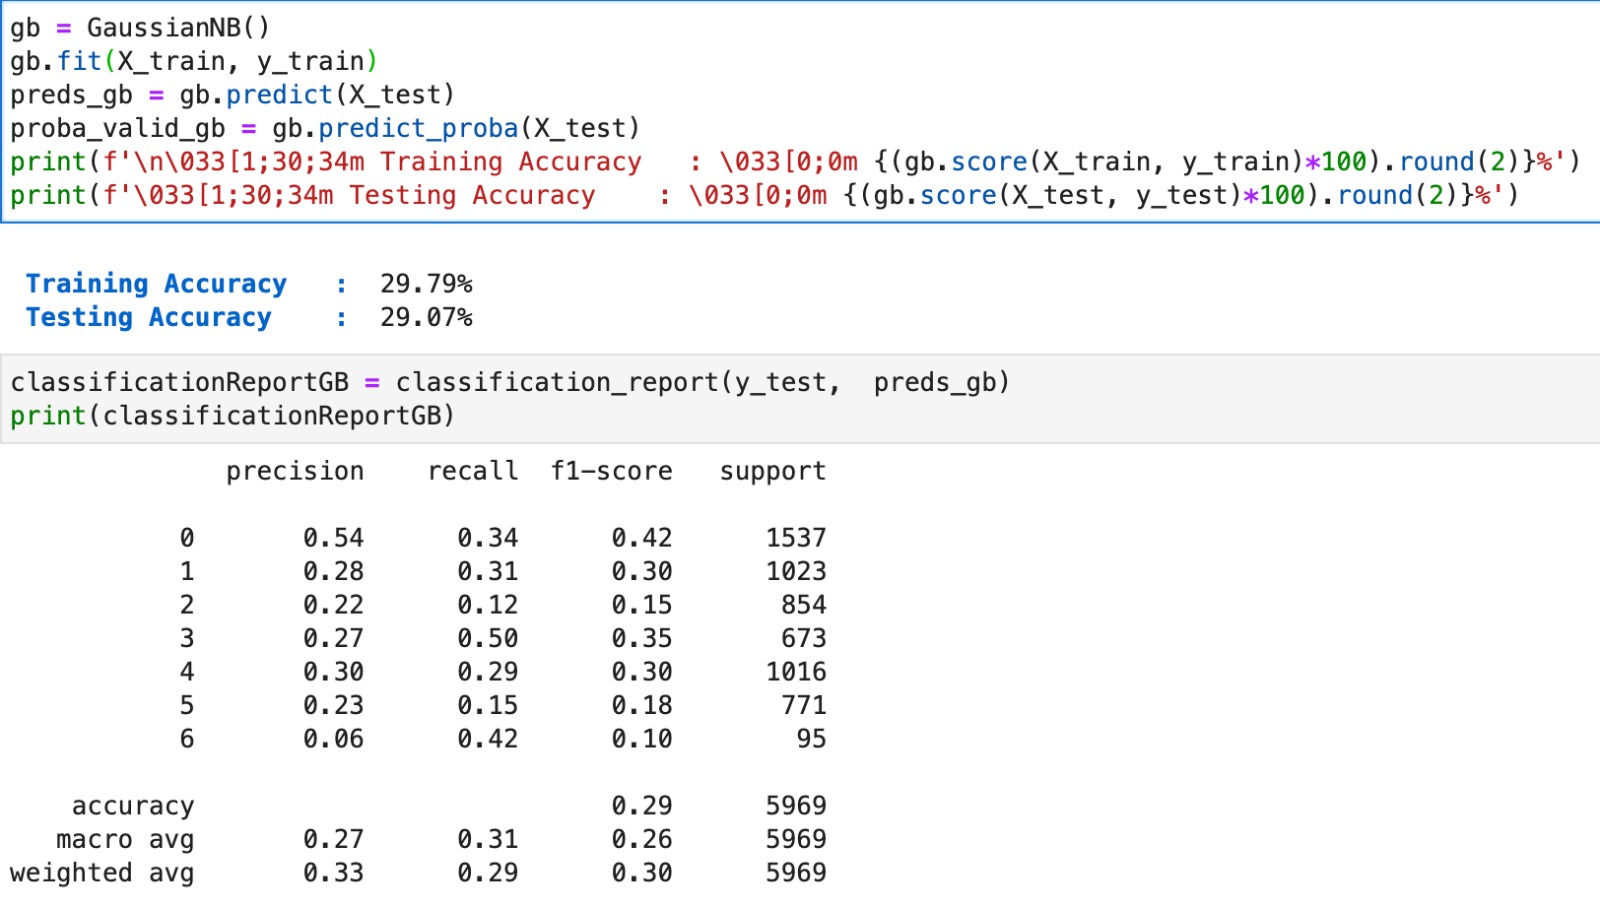 gb = GaussianNB()
gb.fit(X_train, y_train)
preds_gb = gb.predict(X_test)
proba_valid_gb = gb.predict_proba(X_test)
print(f'\n\033[1;30;34m Training Accuracy   : \033[0;0m {(gb.score(X_train, y_train)*100).round(2)}%')
print(f'\033[1;30;34m Testing Accuracy    : \033[0;0m {(gb.score(X_test, y_test)*100).round(2)}%')
Training Accuracy   :  29.79%
Testing Accuracy    :  29.07%
classificationReportGB = classification_report(y_test,  preds_gb)
print(classificationReportGB)
              precision    recall  f1-score   support
           0       0.54      0.34      0.42      1537
           1       0.28      0.31      0.30      1023
           2       0.22      0.12      0.15       854
           3       0.27      0.50      0.35       673
           4       0.30      0.29      0.30      1016
           5       0.23      0.15      0.18       771
           6       0.06      0.42      0.10        95
    accuracy                           0.29      5969
   macro avg       0.27      0.31      0.26      5969
weighted avg       0.33      0.29      0.30      5969